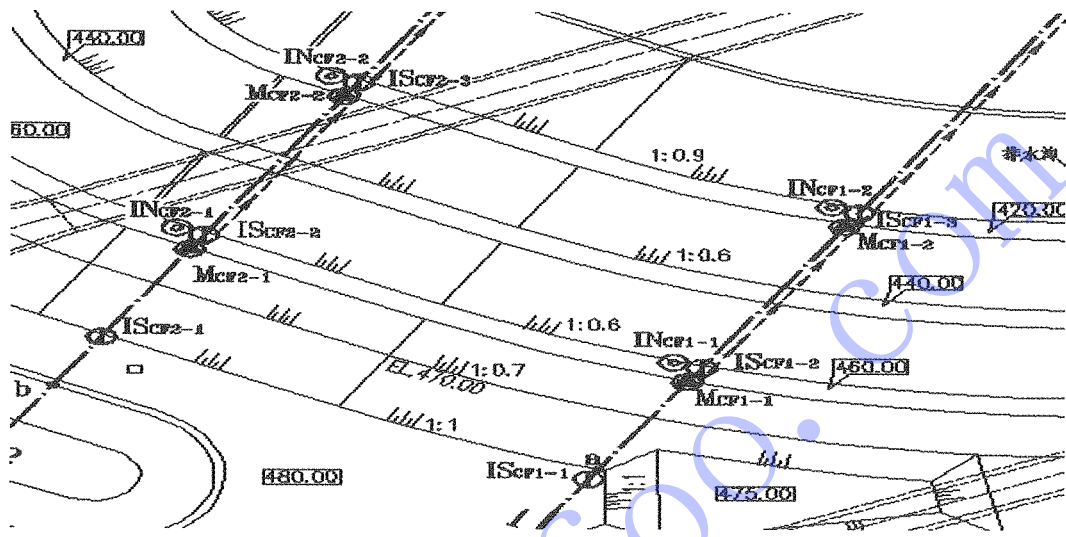 440.00
INCF2-2
ISCF2-3
MCF2-2
60.00
1:0.9
排水沟
INCF1-2
ISCF1-3
420.00
MCF1-2
INCF2-1
ISCF2-2
MCF2-1
1:0.6
440.00
ISCF2-1
1:0.6
INCF1-1
ISCF1-2
460.00
MCF1-1
b
1:0.7
EL.470.00
1:1
a
ISCF1-1
480.00
475.00
oo.com